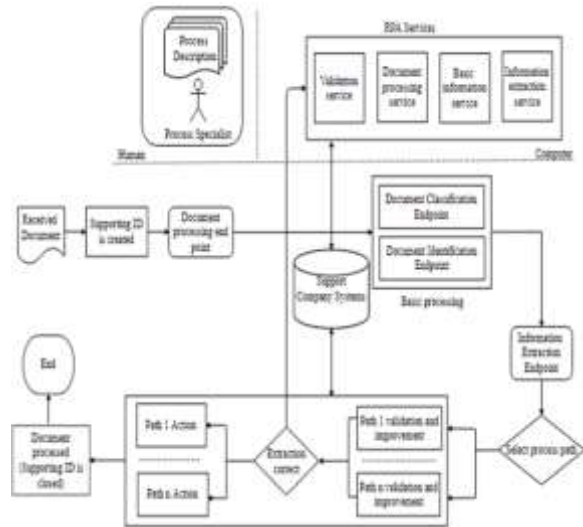 RPA Services
Process
Description
Process Specialist
Validation
service
Document
processing
service
Basic
information
service
Information
extraction
service
Human
Computer
Received
Document
Supporting ID
is created
Document
processing end
point
Document Classification
Endpoint
Document Identification
Endpoint
Basic processing
Support
Company Systems
Information
Extraction
Endpoint
End
Path 1 Action
Path 1 validation and
improvement
Extraction
correct
Select process path
Document
processed
(Supporting ID is
closed)
Path n Action
Path n validation and
improvement